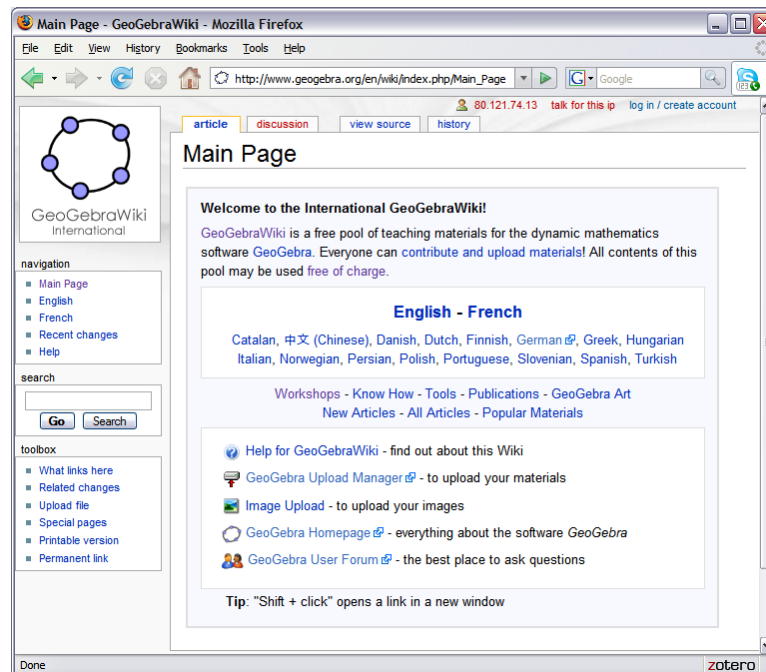 Main Page - GeoGebraWiki - Mozilla Firefox
File Edit View History Bookmarks Tools Help
http://www.geogebra.org/en/wiki/index.php/Main_Page G Google
80.121.74.13 talk for this ip log in / create account
article discussion view source history
Main Page
GeoGebraWiki
International
Welcome to the International GeoGebraWiki!
GeoGebraWiki is a free pool of teaching materials for the dynamic mathematics
software GeoGebra. Everyone can contribute and upload materials! All contents of this
pool may be used free of charge.
navigation
Main Page
English
French
Recent changes
Help
English - French
Catalan, 中文 (Chinese), Danish, Dutch, Finnish, German, Greek, Hungarian
Italian, Norwegian, Persian, Polish, Portuguese, Slovenian, Spanish, Turkish
search
Go Search
Workshops - Know How - Tools - Publications - GeoGebra Art
New Articles - All Articles - Popular Materials
toolbox
What links here
Related changes
Upload file
Special pages
Printable version
Permanent link
Help for GeoGebraWiki - find out about this Wiki
GeoGebra Upload Manager - to upload your materials
Image Upload - to upload your images
GeoGebra Homepage - everything about the software GeoGebra
GeoGebra User Forum - the best place to ask questions
Tip: "Shift + click" opens a link in a new window
Done zotero